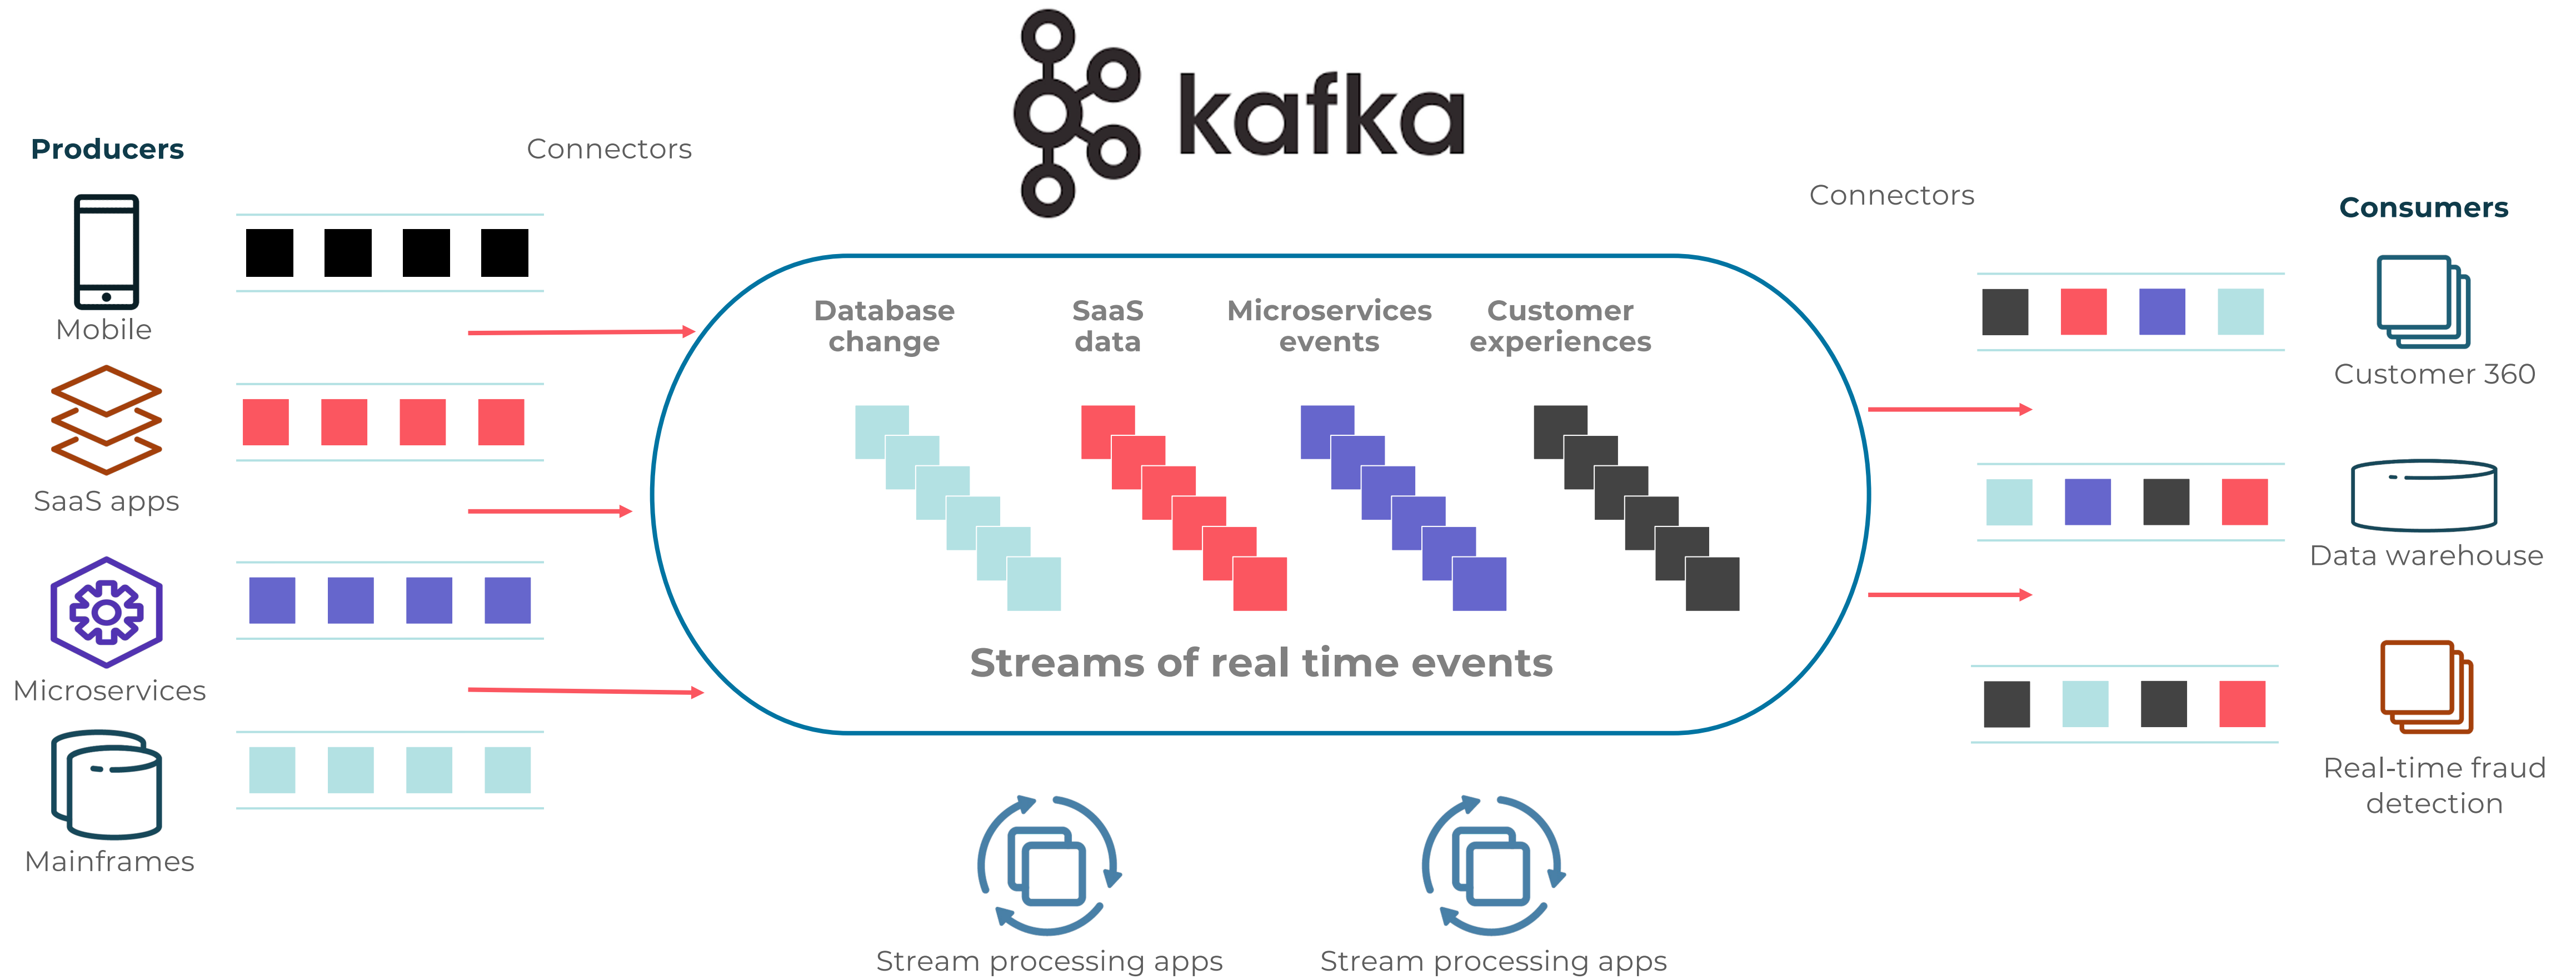 kafka
Producers
Connectors
Mobile
SaaS apps
Microservices
Mainframes
Database
change
SaaS
data
Microservices
events
Customer
experiences
Streams of real time events
Stream processing apps
Stream processing apps
Connectors
Consumers
Customer 360
Data warehouse
Real-time fraud
detection